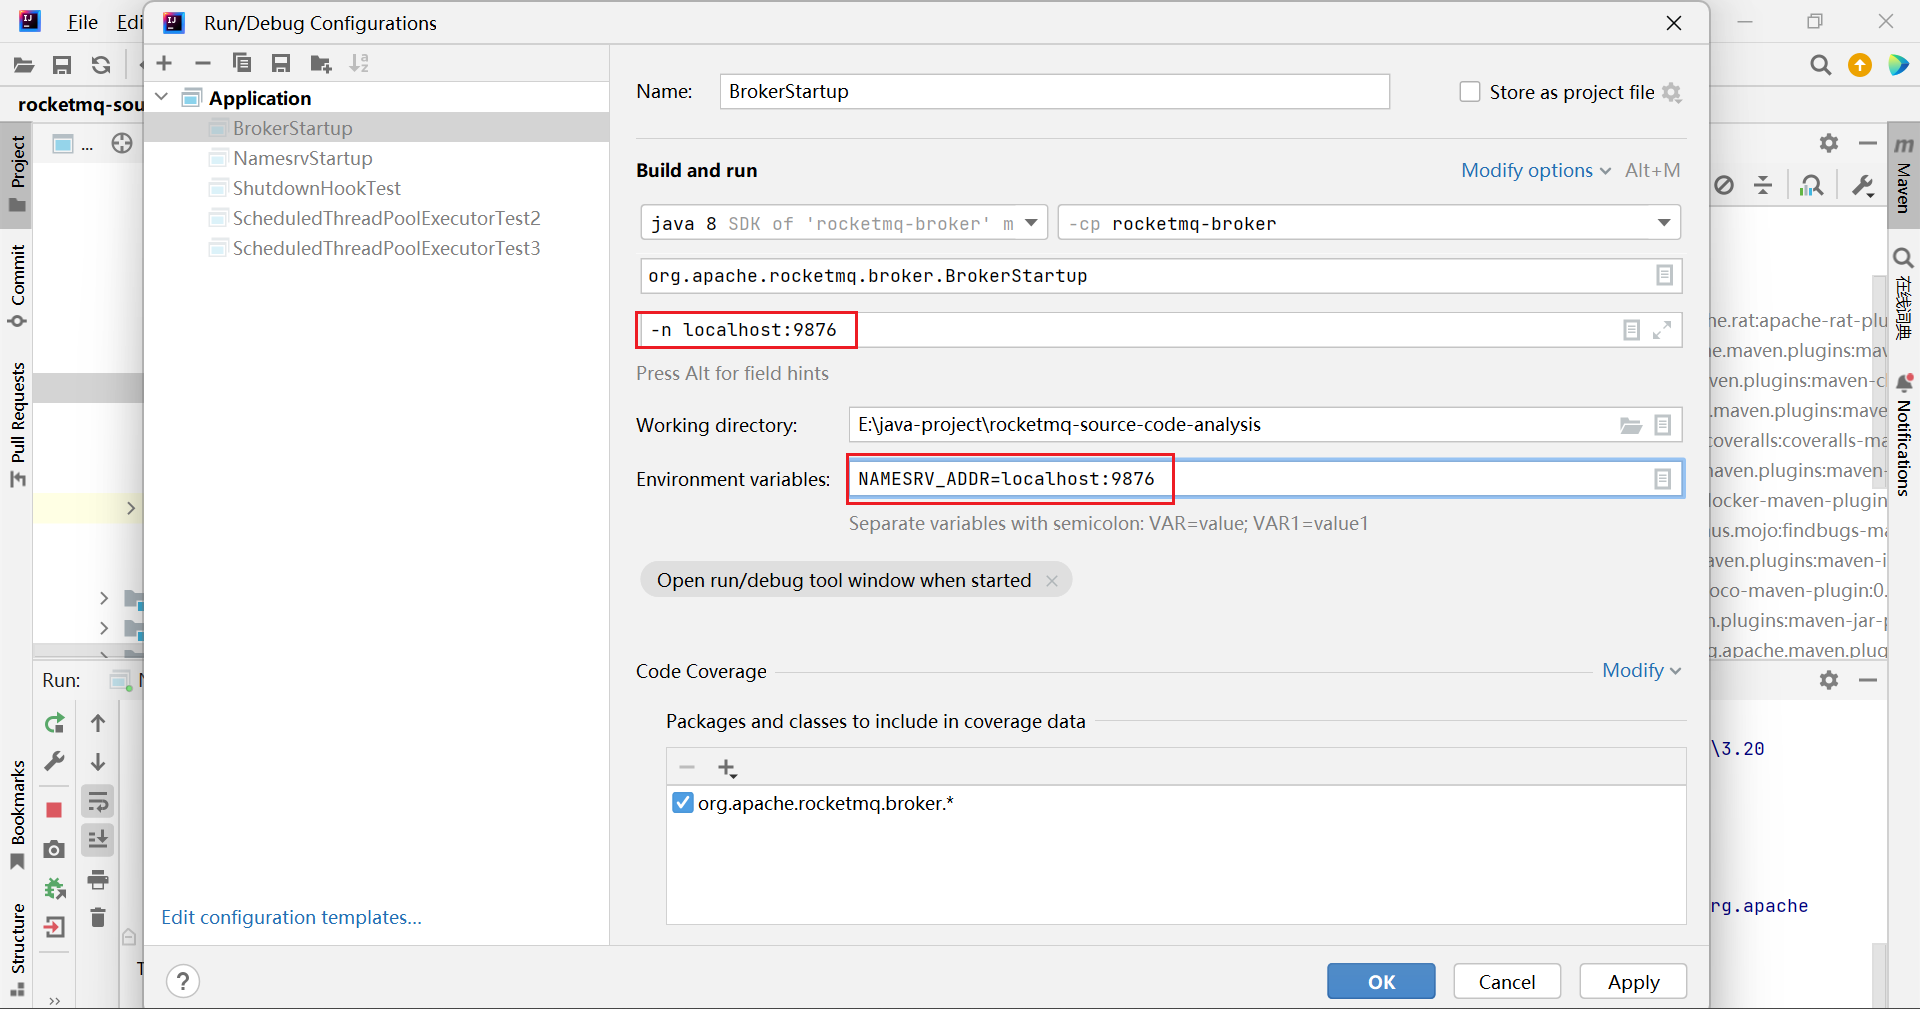 File Edi
Run/Debug Configurations
rocketmq-sou
Application
BrokerStartup
NamesrvStartup
ShutdownHookTest
ScheduledThreadPoolExecutorTest2
ScheduledThreadPoolExecutorTest3
Edit configuration templates...
Name: BrokerStartup Store as project file
Build and run Modify options Alt+M
java 8 SDK of 'rocketmq-broker' m -cp rocketmq-broker
org.apache.rocketmq.broker.BrokerStartup
-n localhost:9876
Press Alt for field hints
Working directory: E:\java-project\rocketmq-source-code-analysis
Environment variables: NAMESRV_ADDR=localhost:9876
Separate variables with semicolon: VAR=value; VAR1=value1
Open run/debug tool window when started
Code Coverage Modify
Packages and classes to include in coverage data
org.apache.rocketmq.broker.*
? OK Cancel Apply
Project
Commit
Pull Requests
Bookmarks
Structure
...
Run:
Maven
在线词典
Notifications
he.rat:apache-rat-plu
e.maven.plugins:mav
ven.plugins:maven-c
.maven.plugins:mave
coveralls:coveralls-ma
naven.plugins:maven
locker-maven-plugin
us.mojo:findbugs-ma
aven.plugins:maven-i
oco-maven-plugin:0.
n.plugins:maven-jar-p
g.apache.maven.plug
\3.20
rg.apache